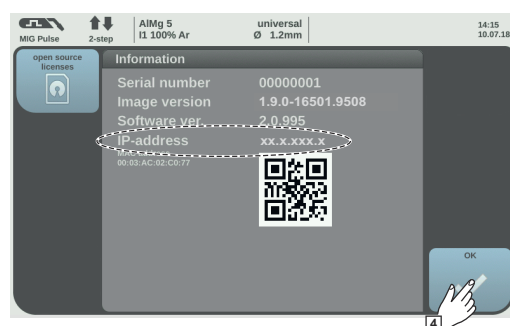 MIG Pulse
2-step
AlMg 5
I1 100% Ar
universal
Ø 1.2mm
14:15
10.07.18
open source
licenses
Information
Serial number 00000001
Image version 1.9.0-16501.9508
Software ver. 2.0.995
IP-address xx.x.xxx.x
00:03:AC:02:C0:77
OK
4